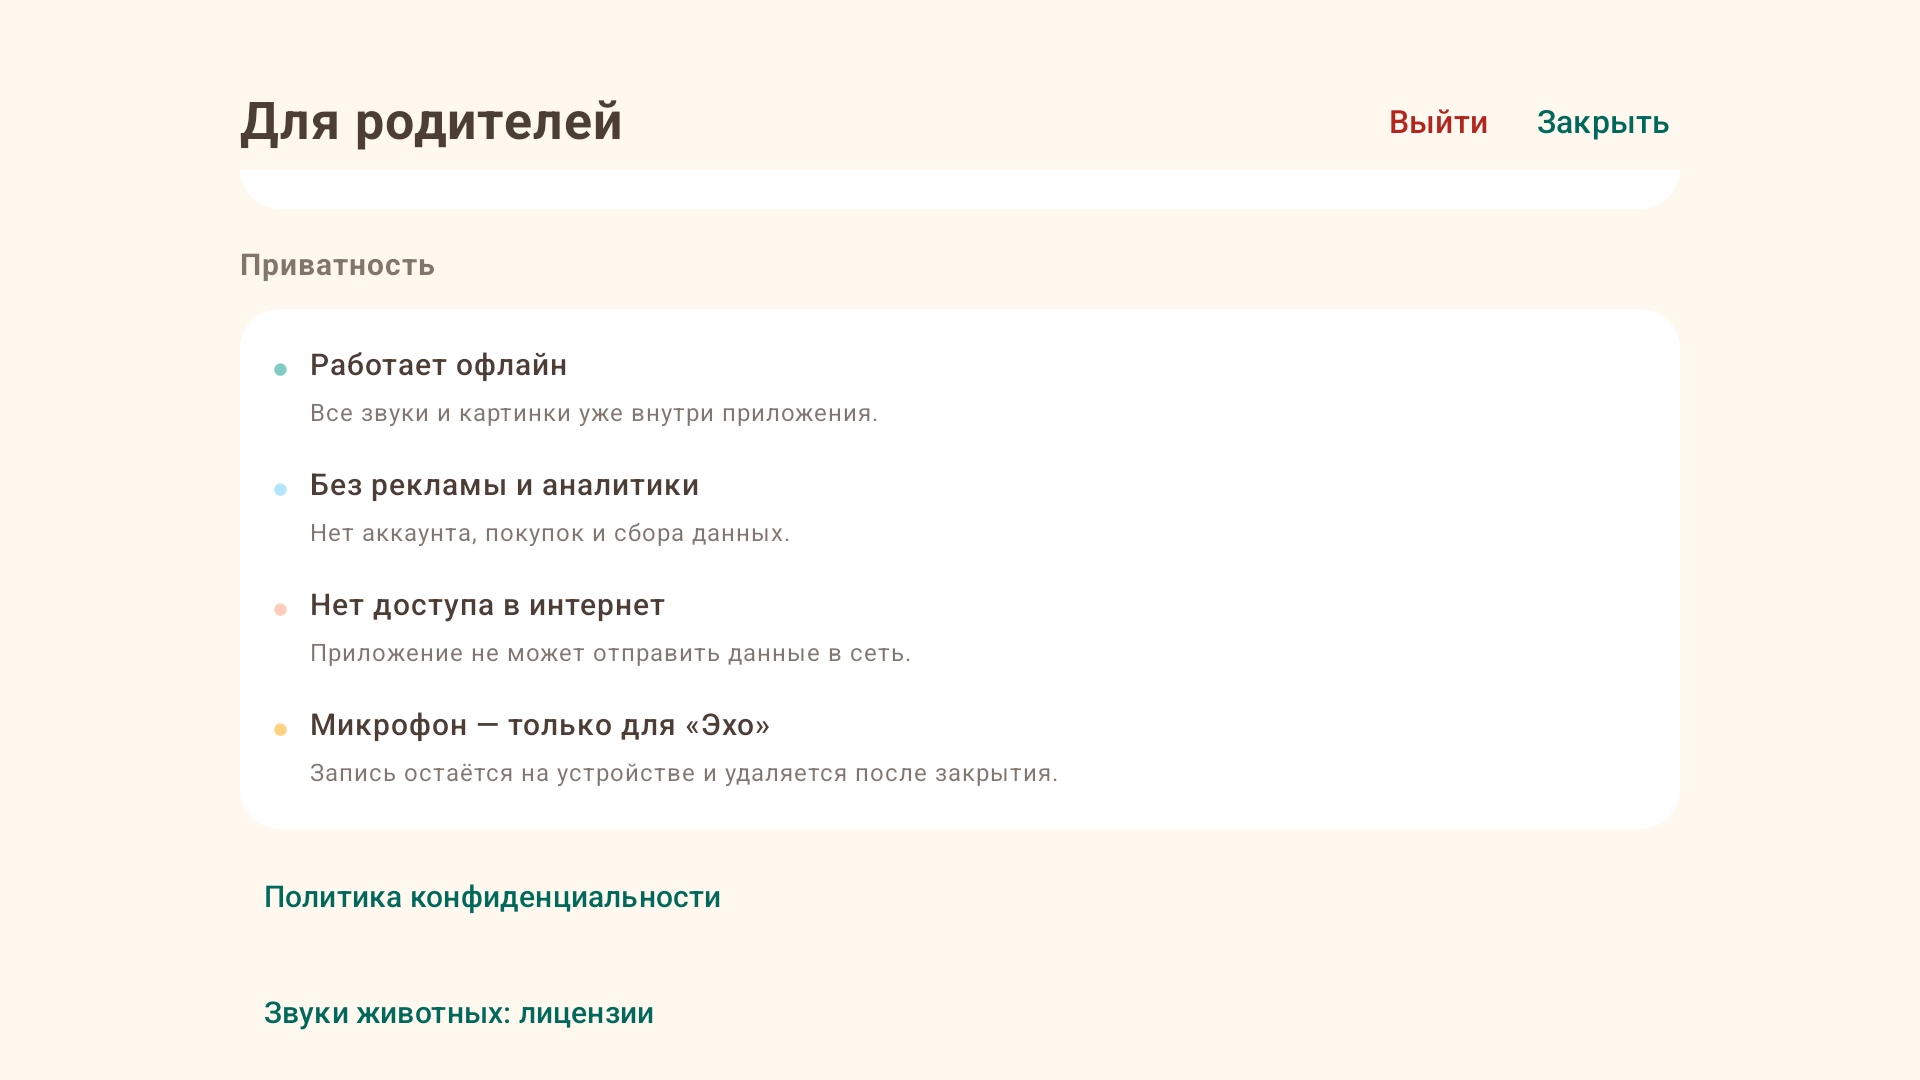 Для родителей
Выйти
Закрыть
Приватность
Работает офлайн
Все звуки и картинки уже внутри приложения.
Без рекламы и аналитики
Нет аккаунта, покупок и сбора данных.
Нет доступа в интернет
Приложение не может отправить данные в сеть.
Микрофон — только для «Эхо»
Запись остаётся на устройстве и удаляется после закрытия.
Политика конфиденциальности
Звуки животных: лицензии